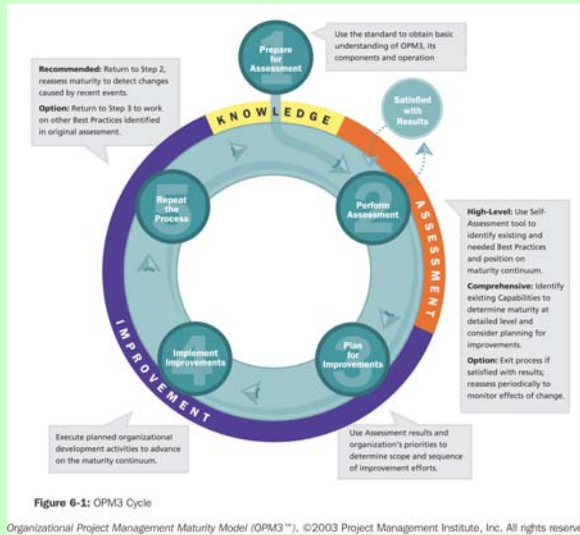 1
Prepare
for
Assessment
Use the standard to obtain basic
understanding of OPM3, its
components and operation
Recommended: Return to Step 2,
reassess maturity to detect changes
caused by recent events.
Option: Return to Step 3 to work
on other Best Practices identified
in original assessment.
Satisfied
with
Results
KNOWLEDGE
ASSESSMENT
IMPROVEMENT
5
Repeat
the
Process
2
Perform
Assessment
High-Level: Use Self-
Assessment tool to
identify existing and
needed Best Practices
and position on
maturity continuum.
Comprehensive: Identify
existing Capabilities to
determine maturity at
detailed level and
consider planning for
improvements.
Option: Exit process if
satisfied with results;
reassess periodically to
monitor effects of change.
4
Implement
Improvements
3
Plan
for
Improvements
Execute planned organizational
development activities to advance
on the maturity continuum.
Use Assessment results and
organization's priorities to
determine scope and sequence
of improvement efforts.
Figure 6-1: OPM3 Cycle
Organizational Project Management Maturity Model (OPM3™). ©2003 Project Management Institute, Inc. All rights reserve